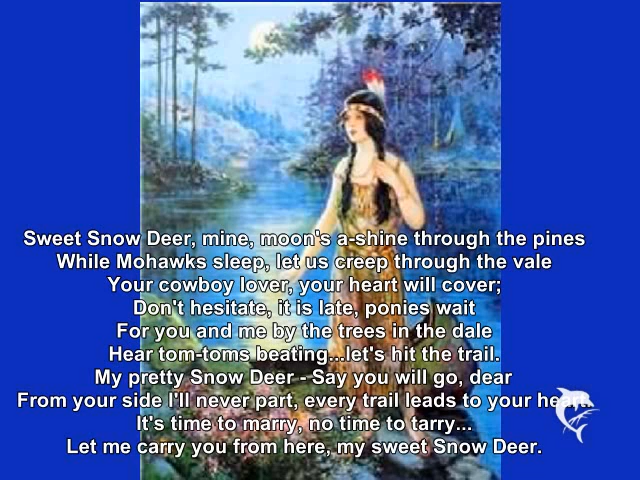 Sweet Snow Deer, mine, moon's a-shine through the pines
While Mohawks sleep, let us creep through the vale
Your cowboy lover, your heart will cover;
Don't hesitate, it is late, ponies wait
For you and me by the trees in the dale
Hear tom-toms beating...let's hit the trail.
My pretty Snow Deer - Say you will go, dear
From your side I'll never part, every trail leads to your heart.
It's time to marry, no time to tarry...
Let me carry you from here, my sweet Snow Deer.